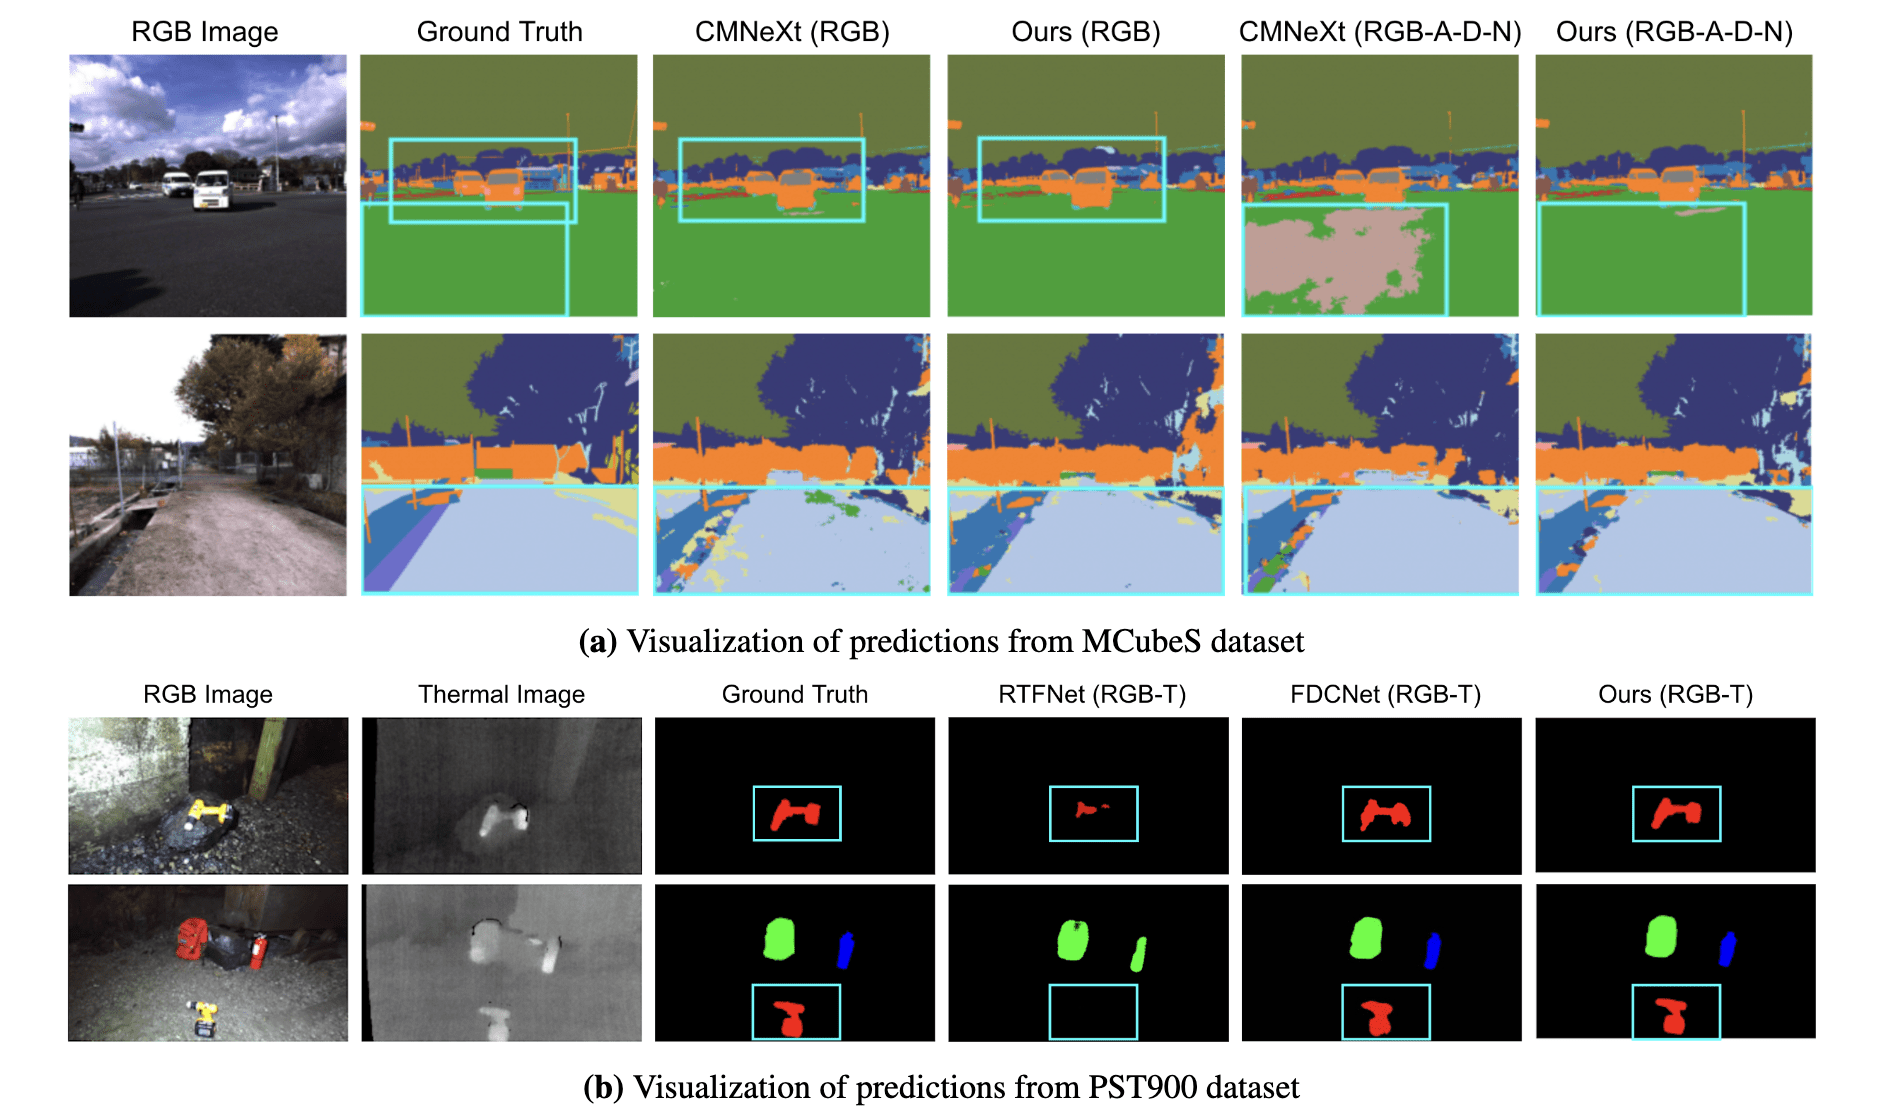 RGB Image Ground Truth CMNeXt (RGB) Ours (RGB) CMNeXt (RGB-A-D-N) Ours (RGB-A-D-N)
(a) Visualization of predictions from MCubeS dataset
RGB Image Thermal Image Ground Truth RTFNet (RGB-T) FDCNet (RGB-T) Ours (RGB-T)
(b) Visualization of predictions from PST900 dataset